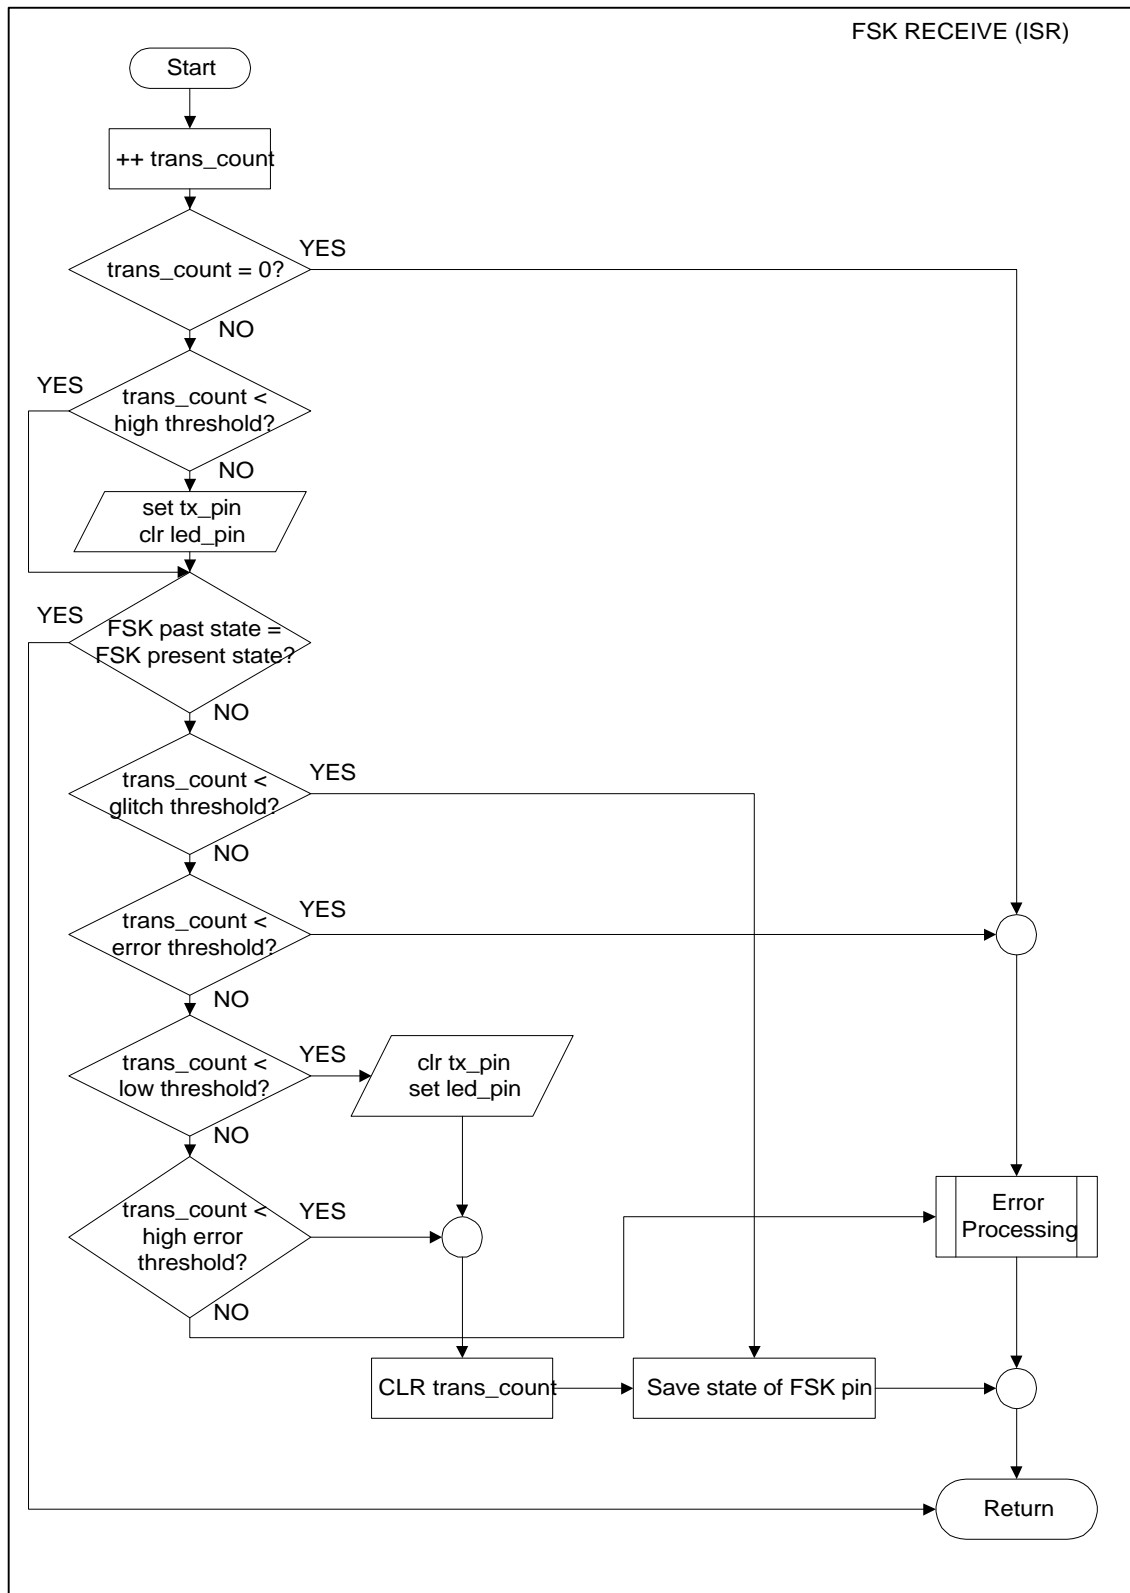 FSK RECEIVE (ISR)
Start
++ trans_count
YES
trans_count = 0?
NO
YES
trans_count <
high threshold?
NO
set tx_pin
clr led_pin
YES
FSK past state =
FSK present state?
NO
trans_count <
glitch threshold?
YES
NO
trans_count <
error threshold?
YES
NO
trans_count <
low threshold?
YES
clr tx_pin
set led_pin
NO
trans_count <
high error
threshold?
YES
Error
Processing
NO
CLR trans_count
Save state of FSK pin
Return